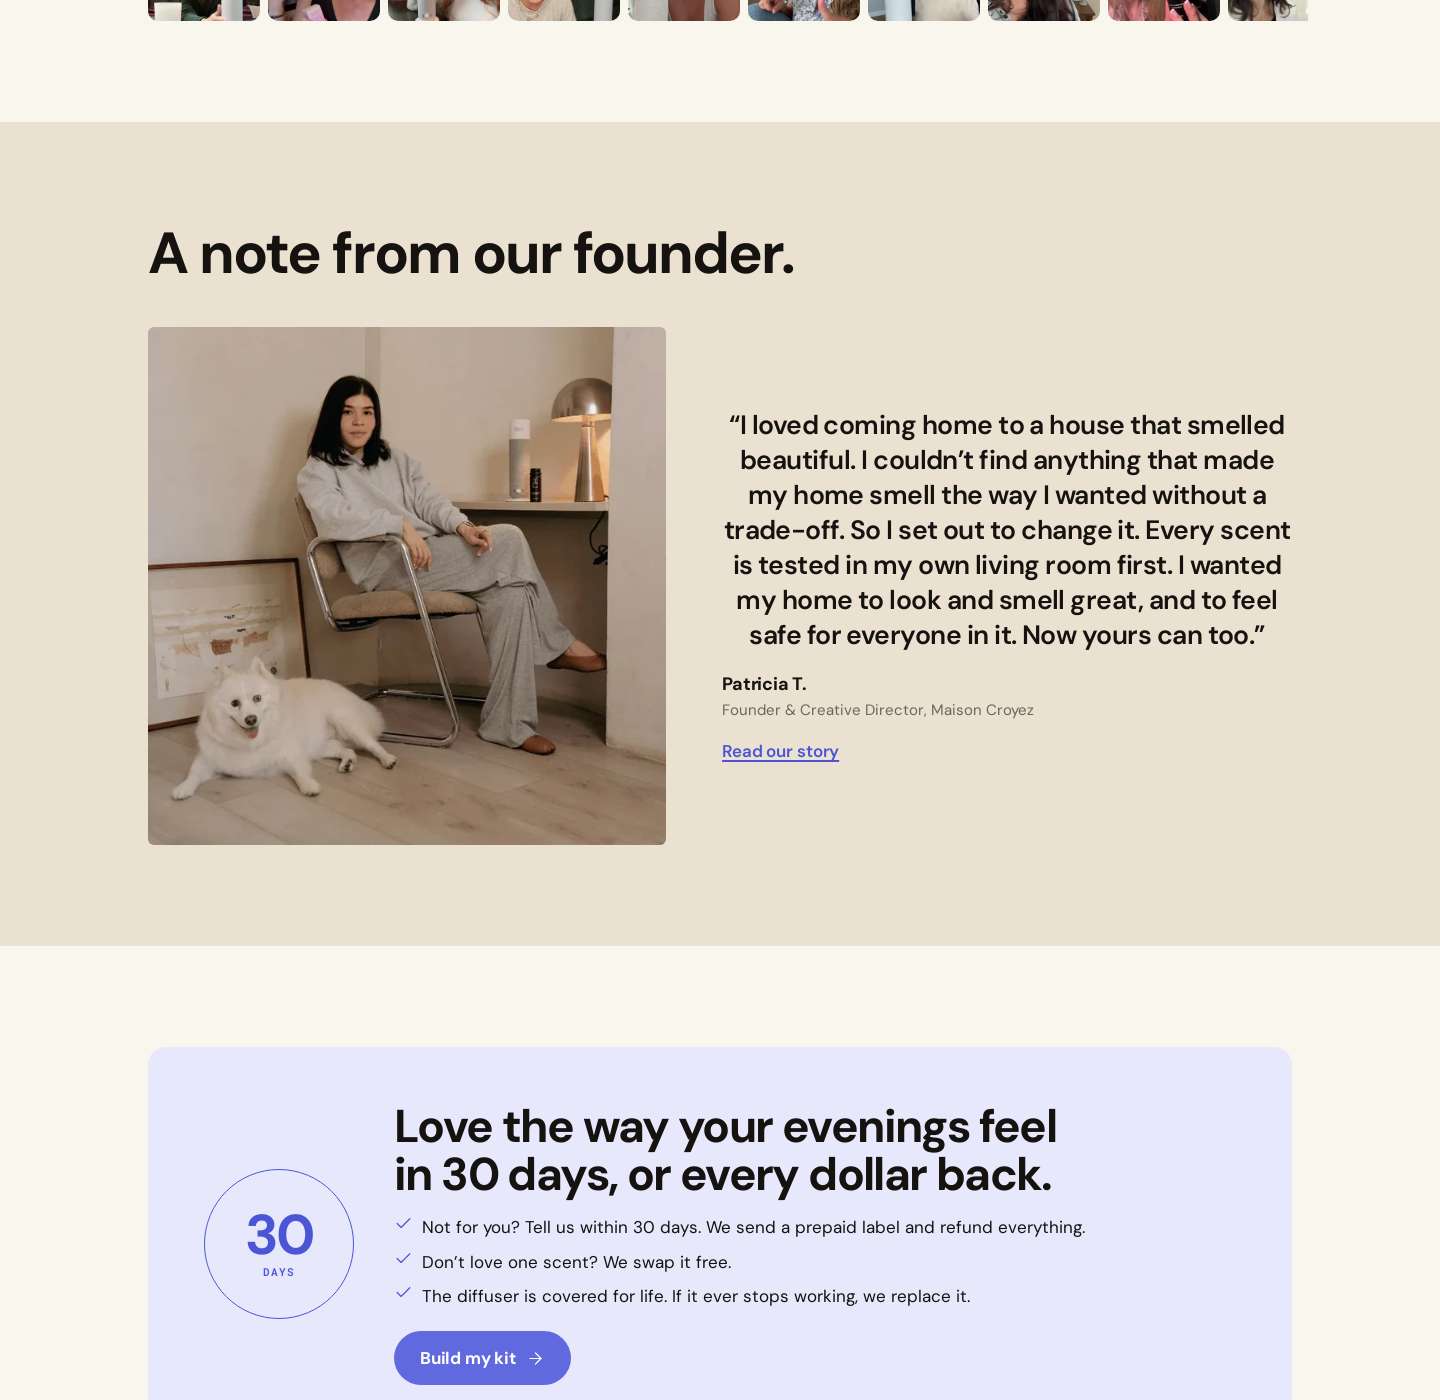 A note from our founder.
“I loved coming home to a house that smelled
beautiful. I couldn’t find anything that made
my home smell the way I wanted without a
trade-off. So I set out to change it. Every scent
is tested in my own living room first. I wanted
my home to look and smell great, and to feel
safe for everyone in it. Now yours can too.”
Patricia T.
Founder & Creative Director, Maison Croyez
Read our story
Love the way your evenings feel
in 30 days, or every dollar back.
30
DAYS
Not for you? Tell us within 30 days. We send a prepaid label and refund everything.
Don’t love one scent? We swap it free.
The diffuser is covered for life. If it ever stops working, we replace it.
Build my kit